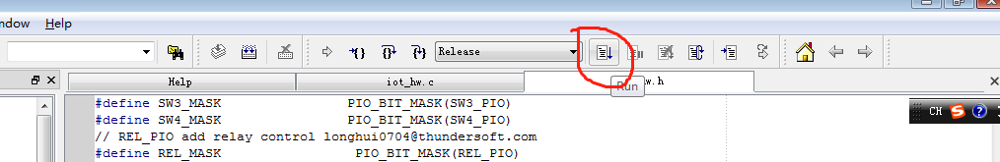 ndow Help
Release
Help
iot_hw.c
w.h
Run
#define SW3_MASK PIO_BIT_MASK(SW3_PIO)
#define SW4_MASK PIO_BIT_MASK(SW4_PIO)
// REL_PIO add relay control longhui0704@thundersoft.com
#define REL_MASK PIO_BIT_MASK(REL_PIO)
CH